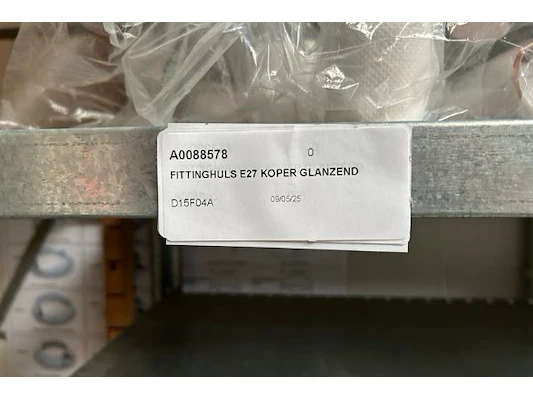 A0088578 0
FITTINGHULS E27 KOPER GLANZEND
D15F04A 09/05/25